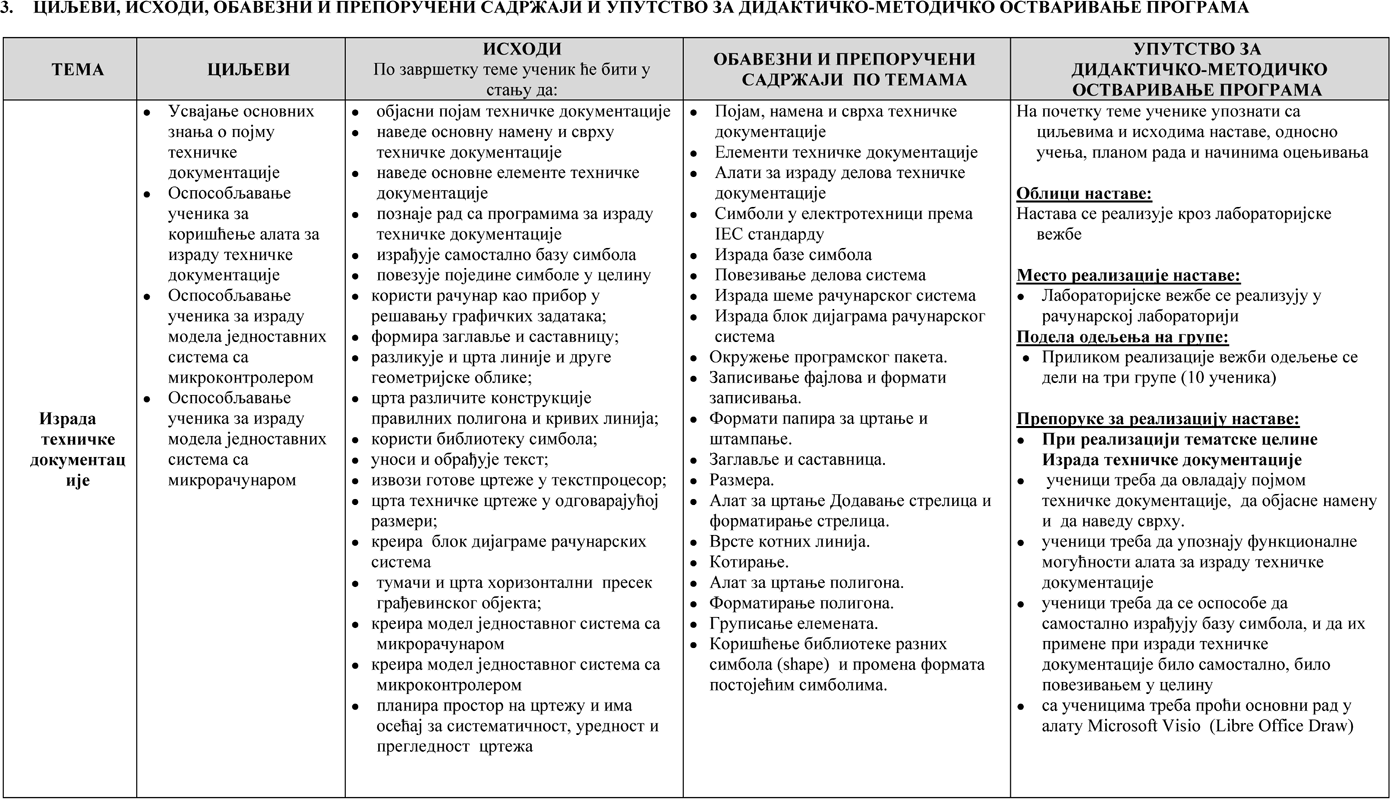 3. ЦИЉЕВИ, ИСХОДИ, ОБАВЕЗНИ И ПРЕПОРУЧЕНИ САДРЖАЈИ И УПУТСТВО ЗА ДИДАКТИЧКО-МЕТОДИЧКО ОСТВАРИВАЊЕ ПРОГРАМА
ТЕМА
ЦИЉЕВИ
ИСХОДИ
По завршетку теме ученик ће бити у
стању да:
ОБАВЕЗНИ И ПРЕПОРУЧЕНИ
САДРЖАЈИ ПО ТЕМАМА
УПУТСТВО ЗА
ДИДАКТИЧКО-МЕТОДИЧКО
ОСТВАРИВАЊЕ ПРОГРАМА
Израда
техничке
документац
ије
• Усвајање основних
знања о појму
техничке
документације
• Оспособљавање
ученика за
коришћење алата за
израду техничке
документације
• Оспособљавање
ученика за израду
модела једноставних
система са
микроконтролером
• Оспособљавање
ученика за израду
модела једноставних
система са
микрорачунаром
• објасни појам техничке документације
• наведе основну намену и сврху
техничке документације
• наведе основне елементе техничке
документације
• познаје рад са програмима за израду
техничке документације
• израђује самостално базу симбола
• повезује поједине симболе у целину
• користи рачунар као прибор у
решавању графичких задатака;
• формира заглавље и саставницу;
• разликује и црта линије и друге
геометријске облике;
• црта различите конструкције
правилних полигона и кривих линија;
• користи библиотеку симбола;
• уноси и обрађује текст;
• извози готове цртеже у текстпроцесор;
• црта техничке цртеже у одговарајућој
размери;
• креира блок дијаграме рачунарских
система
• тумачи и црта хоризонтални пресек
грађевинског објекта;
• креира модел једноставног система са
микрорачунаром
• креира модел једноставног система са
микроконтролером
• планира простор на цртежу и има
осећај за систематичност, уредност и
прегледност цртежа
• Појам, намена и сврха техничке
документације
• Елементи техничке документације
• Алати за израду делова техничке
документације
• Симболи у електротехници према
IEC стандарду
• Израда базе симбола
• Повезивање делова система
• Израда шеме рачунарског система
• Израда блок дијаграма рачунарског
система
• Окружење програмског пакета.
• Записивање фајлова и формати
записивања.
• Формати папира за цртање и
штампање.
• Заглавље и саставница.
• Размера.
• Алат за цртање Додавање стрелица и
форматирање стрелица.
• Врсте котних линија.
• Котирање.
• Алат за цртање полигона.
• Форматирање полигона.
• Груписање елемената.
• Коришћење библиотеке разних
симбола (shape) и промена формата
постојећим симболима.
На почетку теме ученике упознати са
циљевима и исходима наставе, односно
учења, планом рада и начинима оцењивања
Облици наставе:
Настава се реализује кроз лабораторијске
вежбе
Место реализације наставе:
• Лабораторијске вежбе се реализују у
рачунарској лабораторији
Подела одељења на групе:
• Приликом реализације вежби одељење се
дели на три групе (10 ученика)
Препоруке за реализацију наставе:
• При реализацији тематске целине
Израда техничке документације
• ученици треба да овладају појмом
техничке документације, да објасне намену
и да наведу сврху.
• ученици треба да упознају функционалне
могућности алата за израду техничке
документације
• ученици треба да се оспособе да
самостално израђују базу симбола, и да их
примене при изради техничке
документације било самостално, било
повезивањем у целину
• са ученицима треба проћи основни рад у
алату Microsoft Visio (Libre Office Draw)